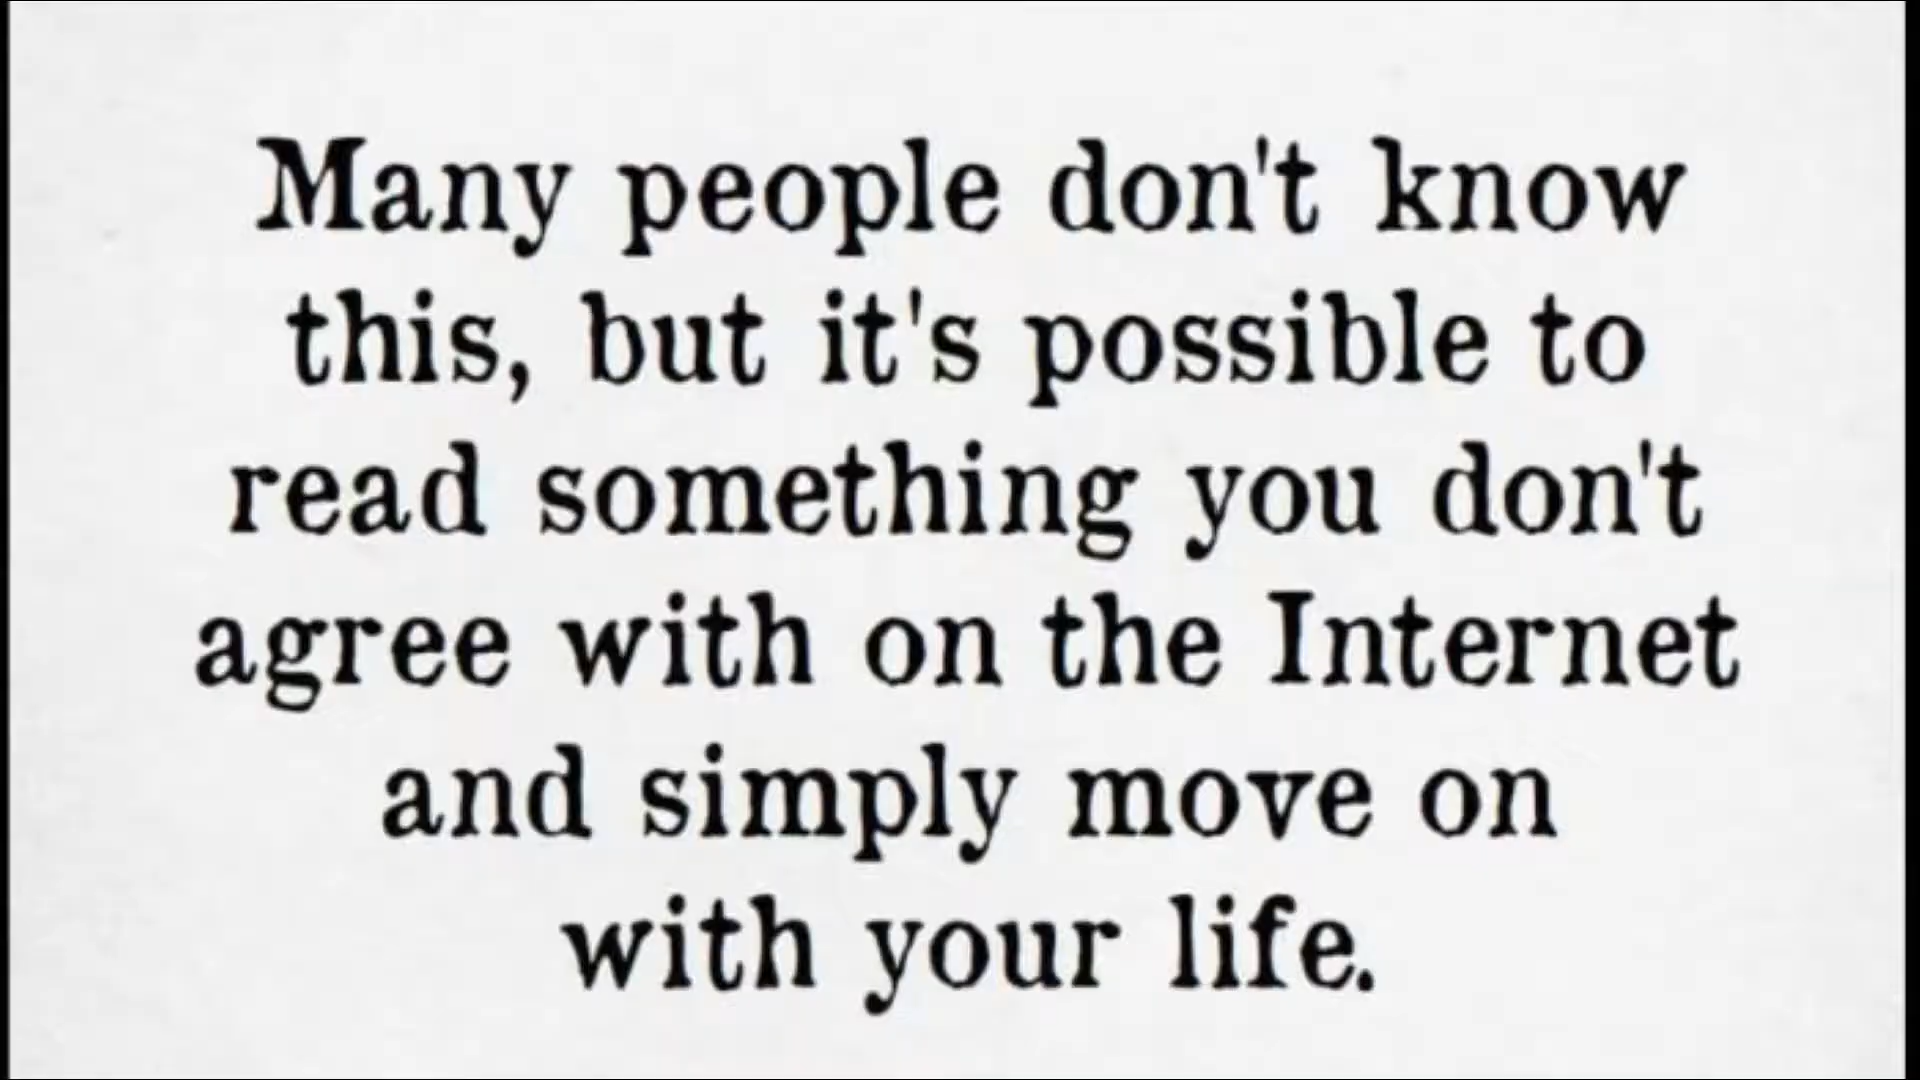 Many people don't know
this, but it's possible to
read something you don't
agree with on the Internet
and simply move on
with your life.